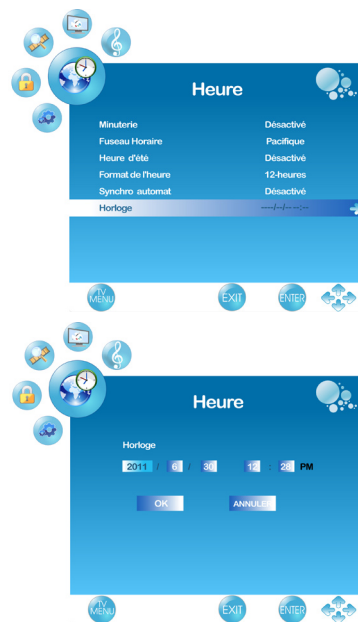 Heure
Minuterie Désactivé
Fuseau Horaire Pacifique
Heure d'été Désactivé
Format de l'heure 12-heures
Synchro automat Désactivé
Horloge ----/--/-- --:--
TV MENU EXIT ENTER
Heure
Horloge
2011 / 6 / 30 12 : 28 PM
OK ANNULER
TV MENU EXIT ENTER